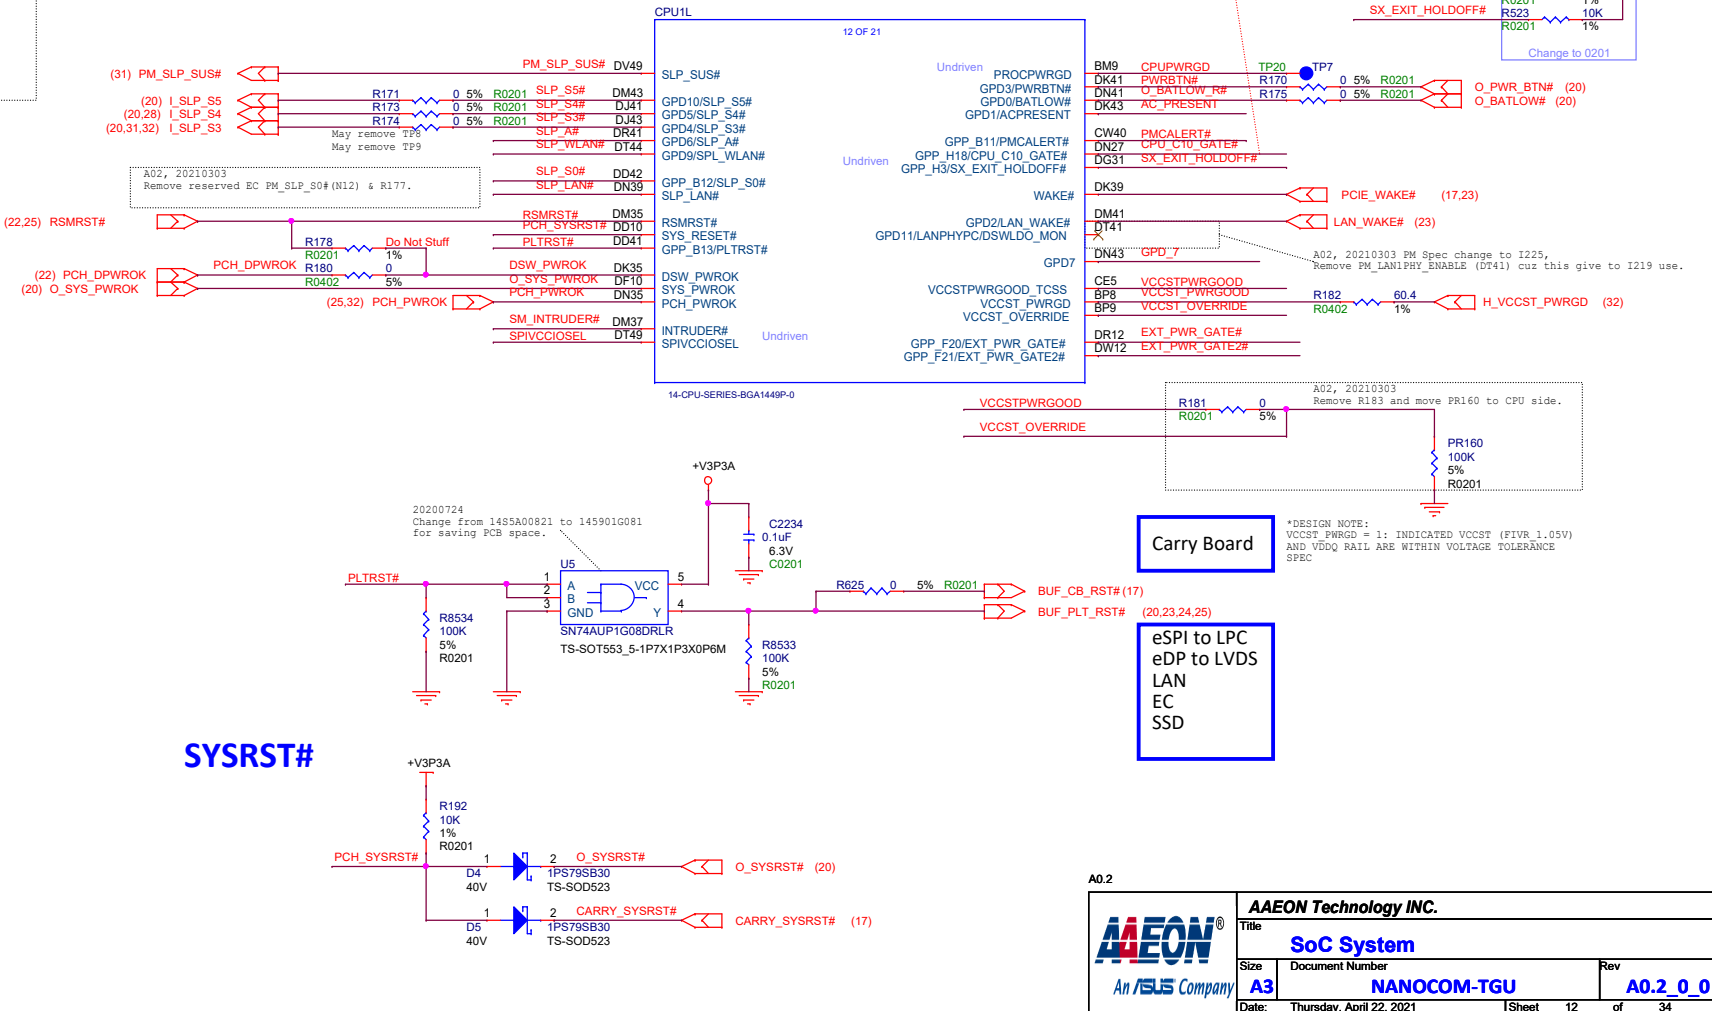 CPU1L
12 OF 21
SX_EXIT_HOLDOFF#
R0201 1%
R523 10K
R0201 1%
Change to 0201
(31) PM_SLP_SUS#
PM_SLP_SUS# DV49
SLP_SUS#
(20) I_SLP_S5
R171 0 5% R0201 SLP_S5# DM43
GPD10/SLP_S5#
(20,28) I_SLP_S4
R173 0 5% R0201 SLP_S4# DJ41
GPD5/SLP_S4#
(20,31,32) I_SLP_S3
R174 0 5% R0201 SLP_S3# DJ43
GPD4/SLP_S3#
May remove TP8
May remove TP9
SLP_A# DR41
GPD6/SLP_A#
SLP_WLAN# DT44
GPD9/SPL_WLAN#
A02, 20210303
Remove reserved EC PM_SLP_S0#(N12) & R177.
SLP_S0# DD42
GPP_B12/SLP_S0#
SLP_LAN# DN39
SLP_LAN#
(22,25) RSMRST#
RSMRST# DM35
RSMRST#
PCH_SYSRST# DD10
SYS_RESET#
PLTRST# DD41
GPP_B13/PLTRST#
R178 Do Not Stuff
R0201 1%
(22) PCH_DPWROK
PCH_DPWROK R180 0
R0402 5%
DSW_PWROK DK35
DSW_PWROK
(20) O_SYS_PWROK
O_SYS_PWROK DF10
SYS_PWROK
(25,32) PCH_PWROK
PCH_PWROK DN35
PCH_PWROK
SM_INTRUDER# DM37
INTRUDER#
SPIVCCIOSEL DT49
SPIVCCIOSEL
Undriven
Undriven
Undriven
PROCPWRGD
BM9 CPUPWRGD TP20 TP7
GPD3/PWRBTN#
DK41 PWRBTN# R170 0 5% R0201
O_PWR_BTN# (20)
GPD0/BATLOW#
DN41 O_BATLOW_R# R175 0 5% R0201
O_BATLOW# (20)
GPD1/ACPRESENT
DK43 AC_PRESENT
GPP_B11/PMCALERT#
CW40 PMCALERT#
GPP_H18/CPU_C10_GATE#
DN27 CPU_C10_GATE#
GPP_H3/SX_EXIT_HOLDOFF#
DG31 SX_EXIT_HOLDOFF#
WAKE#
DK39
PCIE_WAKE# (17,23)
GPD2/LAN_WAKE#
DM41
LAN_WAKE# (23)
GPD11/LANPHYPC/DSWLDO_MON
DT41
GPD7
DN43 GPD_7
A02, 20210303 PM Spec change to I225,
Remove PM_LAN1PHY_ENABLE (DT41) cuz this give to I219 use.
VCCSTPWRGOOD_TCSS
CE5 VCCSTPWRGOOD
VCCST_PWRGD
BP8 VCCST_PWRGOOD R182 60.4
R0402 1%
H_VCCST_PWRGD (32)
VCCST_OVERRIDE
BP9 VCCST_OVERRIDE
GPP_F20/EXT_PWR_GATE#
DR12 EXT_PWR_GATE#
GPP_F21/EXT_PWR_GATE2#
DW12 EXT_PWR_GATE2#
14-CPU-SERIES-BGA1449P-0
VCCSTPWRGOOD
R181 0
R0201 5%
VCCST_OVERRIDE
A02, 20210303
Remove R183 and move PR160 to CPU side.
PR160
100K
5%
R0201
*DESIGN NOTE:
VCCST_PWRGD = 1: INDICATED VCCST (FIVR_1.05V)
AND VDDQ RAIL ARE WITHIN VOLTAGE TOLERANCE
SPEC
+V3P3A
20200724
Change from 14S5A00821 to 145901G081
for saving PCB space.
C2234
0.1uF
6.3V
C0201
PLTRST#
U5
1 A VCC 5
2 B
3 GND Y 4
SN74AUP1G08DRLR
TS-SOT553_5-1P7X1P3X0P6M
R8534
100K
5%
R0201
R8533
100K
5%
R0201
R625 0 5% R0201
BUF_CB_RST# (17)
BUF_PLT_RST# (20,23,24,25)
Carry Board
eSPI to LPC
eDP to LVDS
LAN
EC
SSD
SYSRST#
+V3P3A
R192
10K
1%
R0201
PCH_SYSRST#
1 2 O_SYSRST#
O_SYSRST# (20)
D4 1PS79SB30
40V TS-SOD523
1 2 CARRY_SYSRST#
CARRY_SYSRST# (17)
D5 1PS79SB30
40V TS-SOD523
A0.2
AAEON®
An ASUS Company
AAEON Technology INC.
Title
SoC System
Size Document Number Rev
A3 NANOCOM-TGU A0.2_0_0
Date: Thursday, April 22, 2021 Sheet 12 of 34